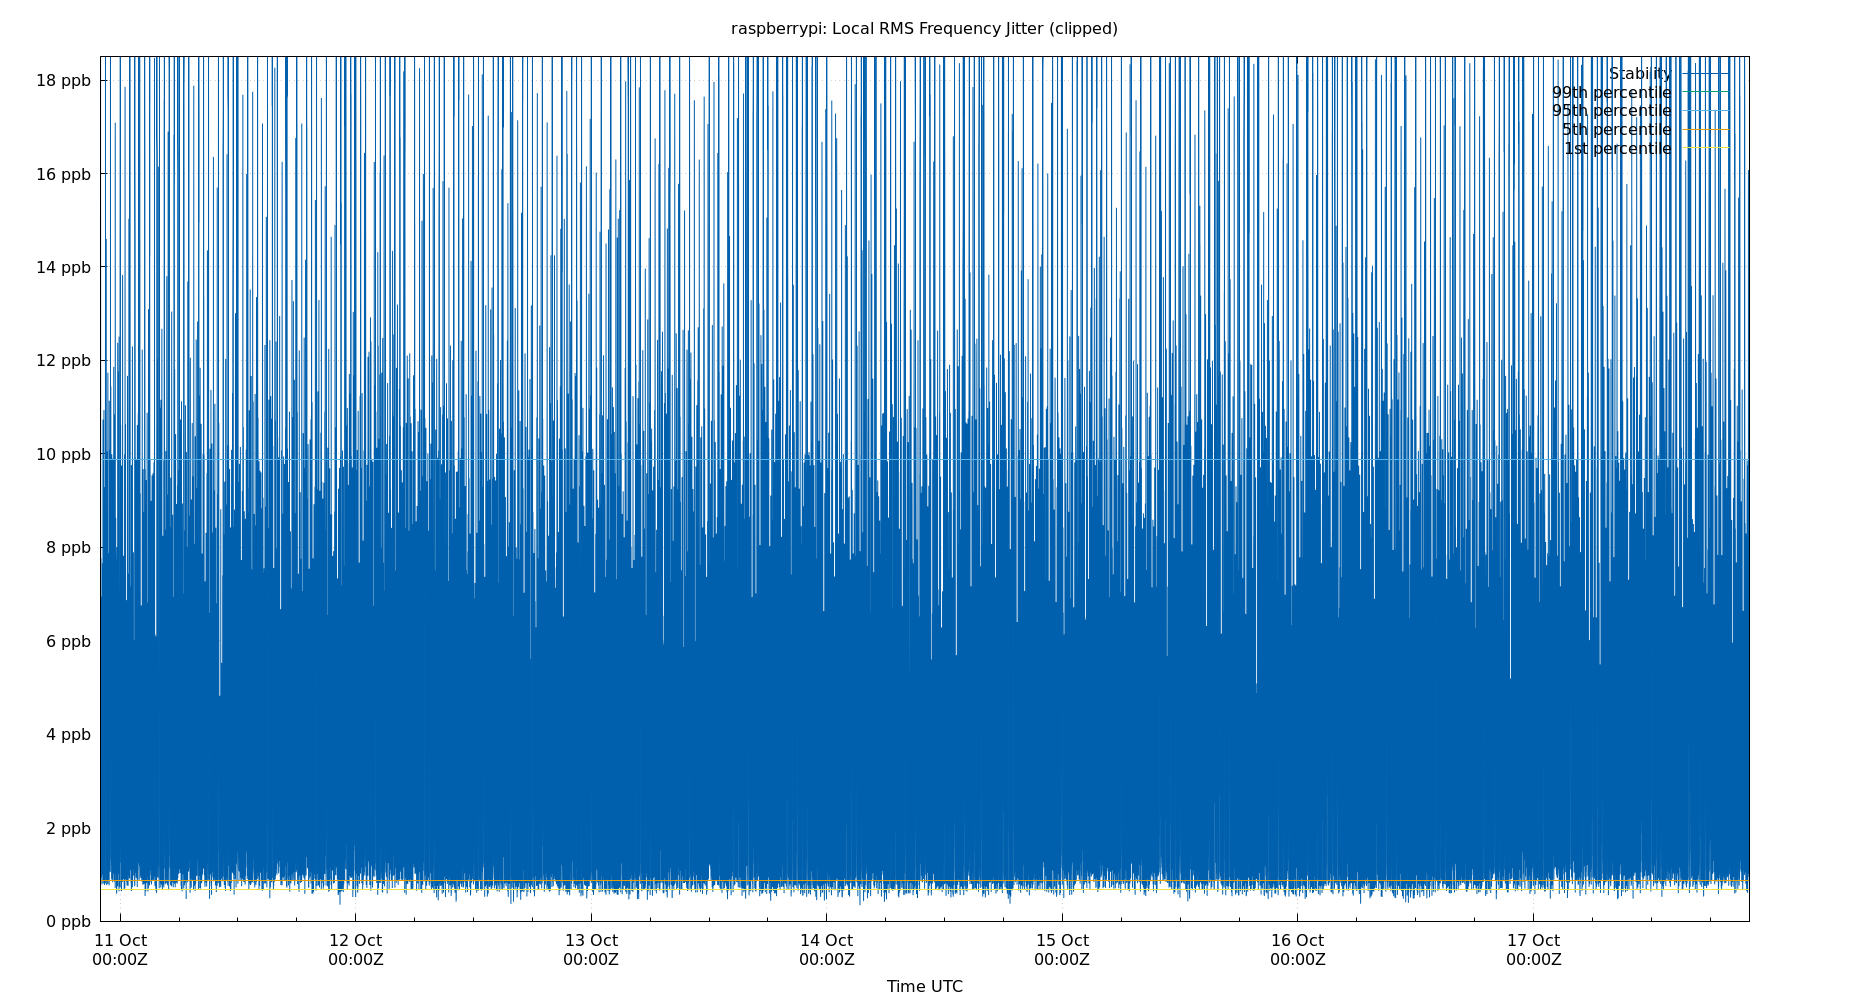 raspberrypi: Local RMS Frequency Jitter (clipped)
18 ppb
16 ppb
14 ppb
12 ppb
10 ppb
8 ppb
6 ppb
4 ppb
2 ppb
0 ppb
Stability
99th percentile
95th percentile
5th percentile
1st percentile
11 Oct
00:00Z
12 Oct
00:00Z
13 Oct
00:00Z
14 Oct
00:00Z
15 Oct
00:00Z
16 Oct
00:00Z
17 Oct
00:00Z
Time UTC